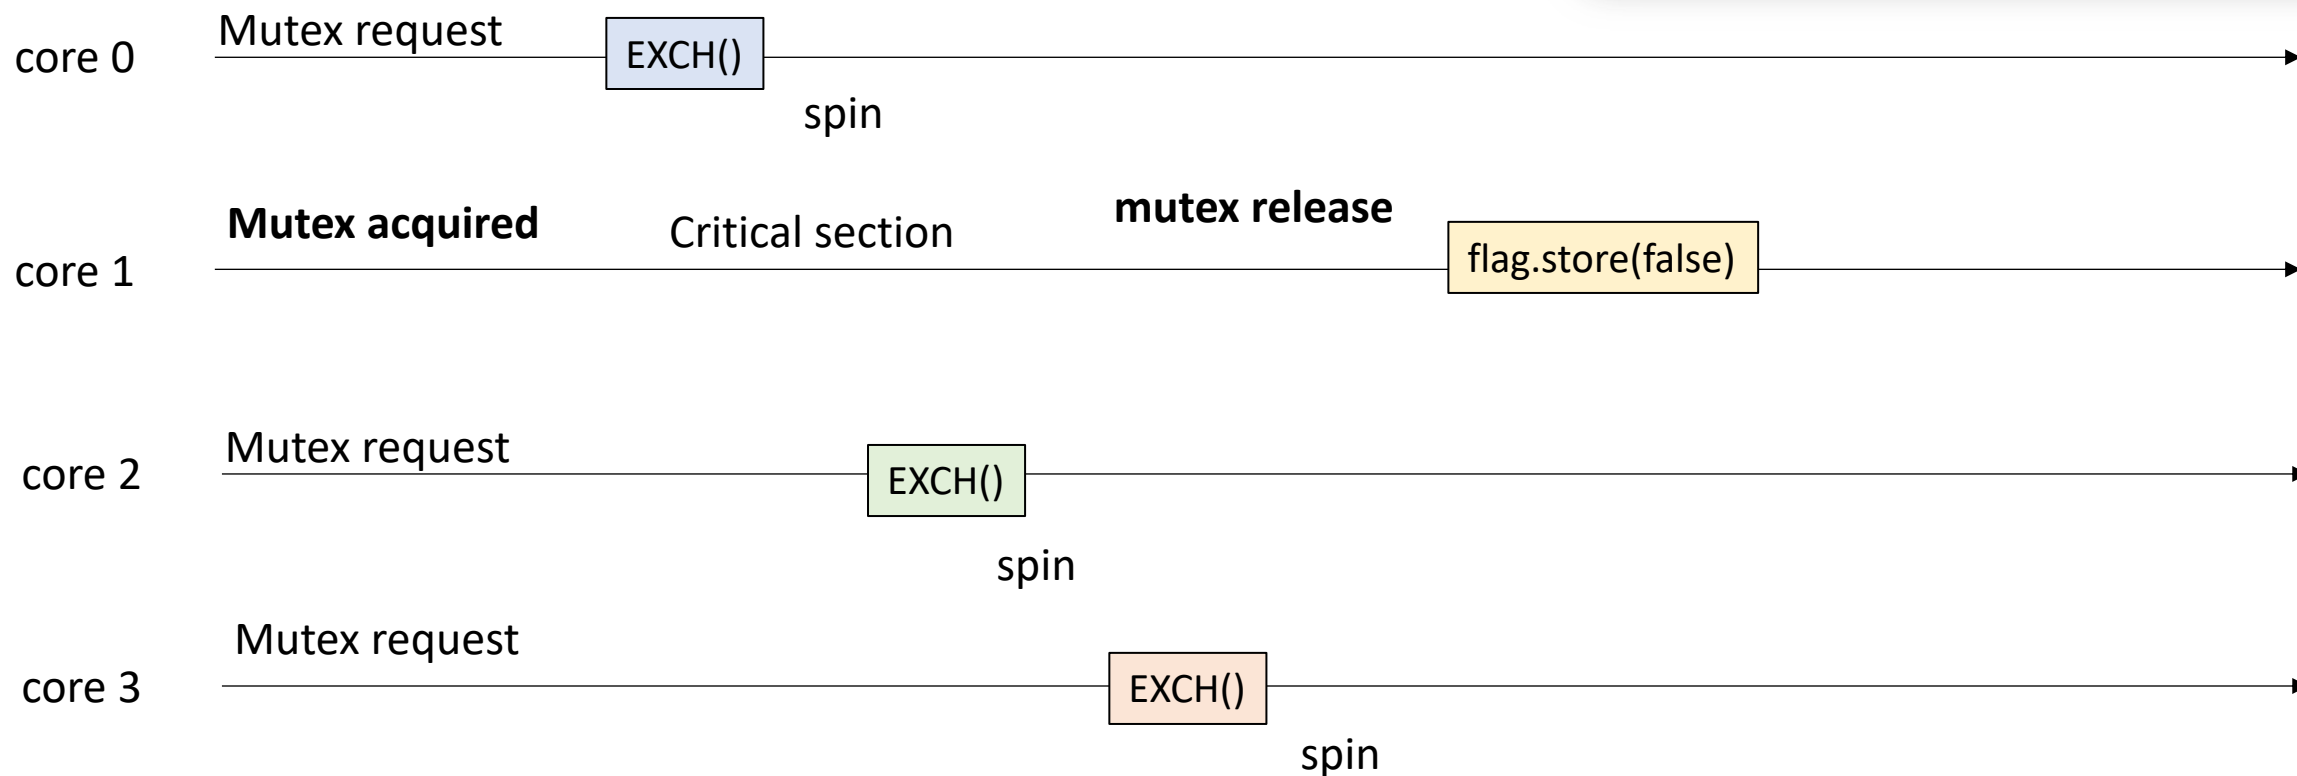 Mutex request
core 0
EXCH()
spin
Mutex acquired
Critical section
mutex release
core 1
flag.store(false)
Mutex request
core 2
EXCH()
spin
Mutex request
core 3
EXCH()
spin